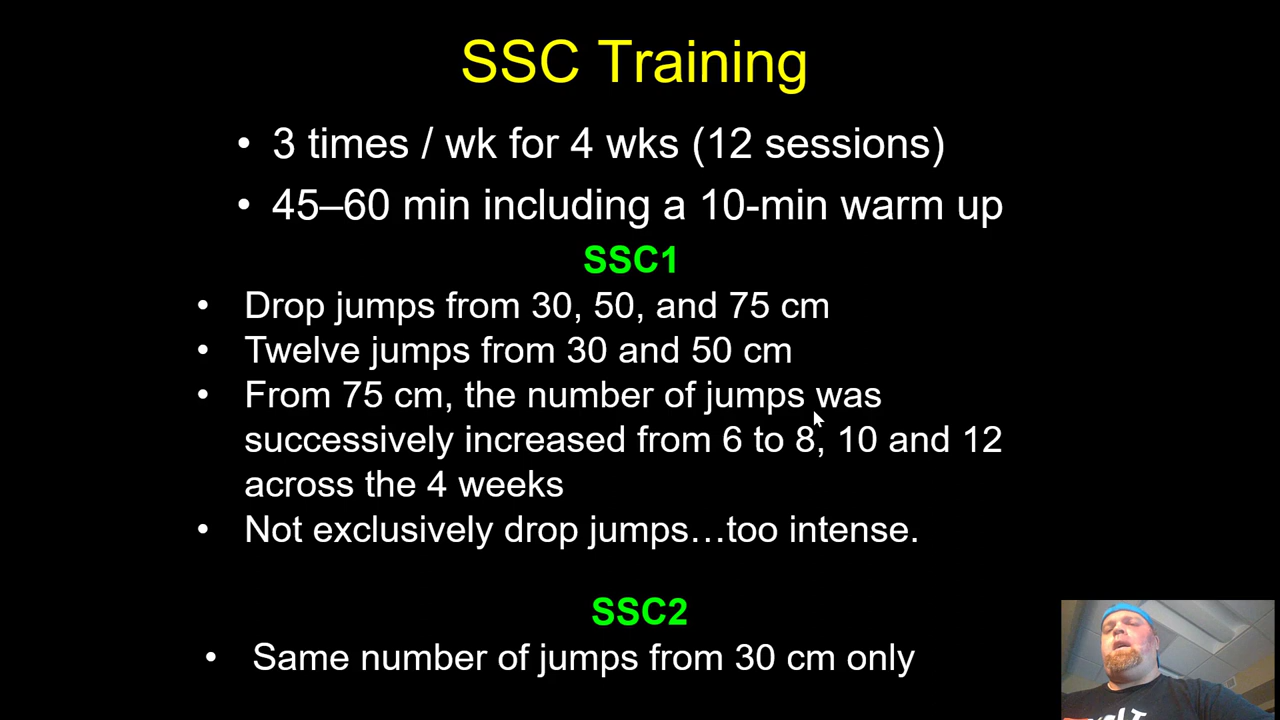 SSC Training
• 3 times / wk for 4 wks (12 sessions)
• 45–60 min including a 10-min warm up
SSC1
• Drop jumps from 30, 50, and 75 cm
• Twelve jumps from 30 and 50 cm
• From 75 cm, the number of jumps was
successively increased from 6 to 8, 10 and 12
across the 4 weeks
• Not exclusively drop jumps…too intense.
SSC2
• Same number of jumps from 30 cm only